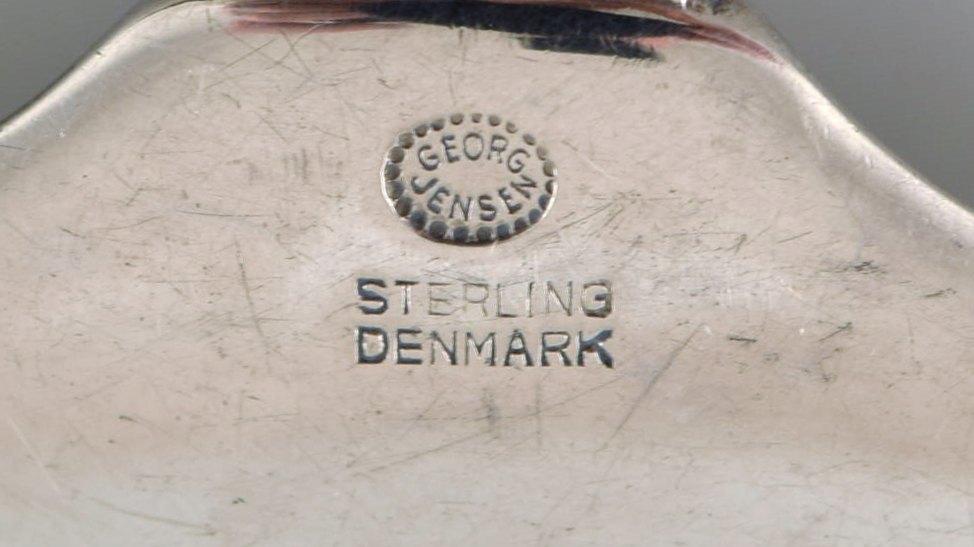 GEORG
JENSEN
STERLING
DENMARK